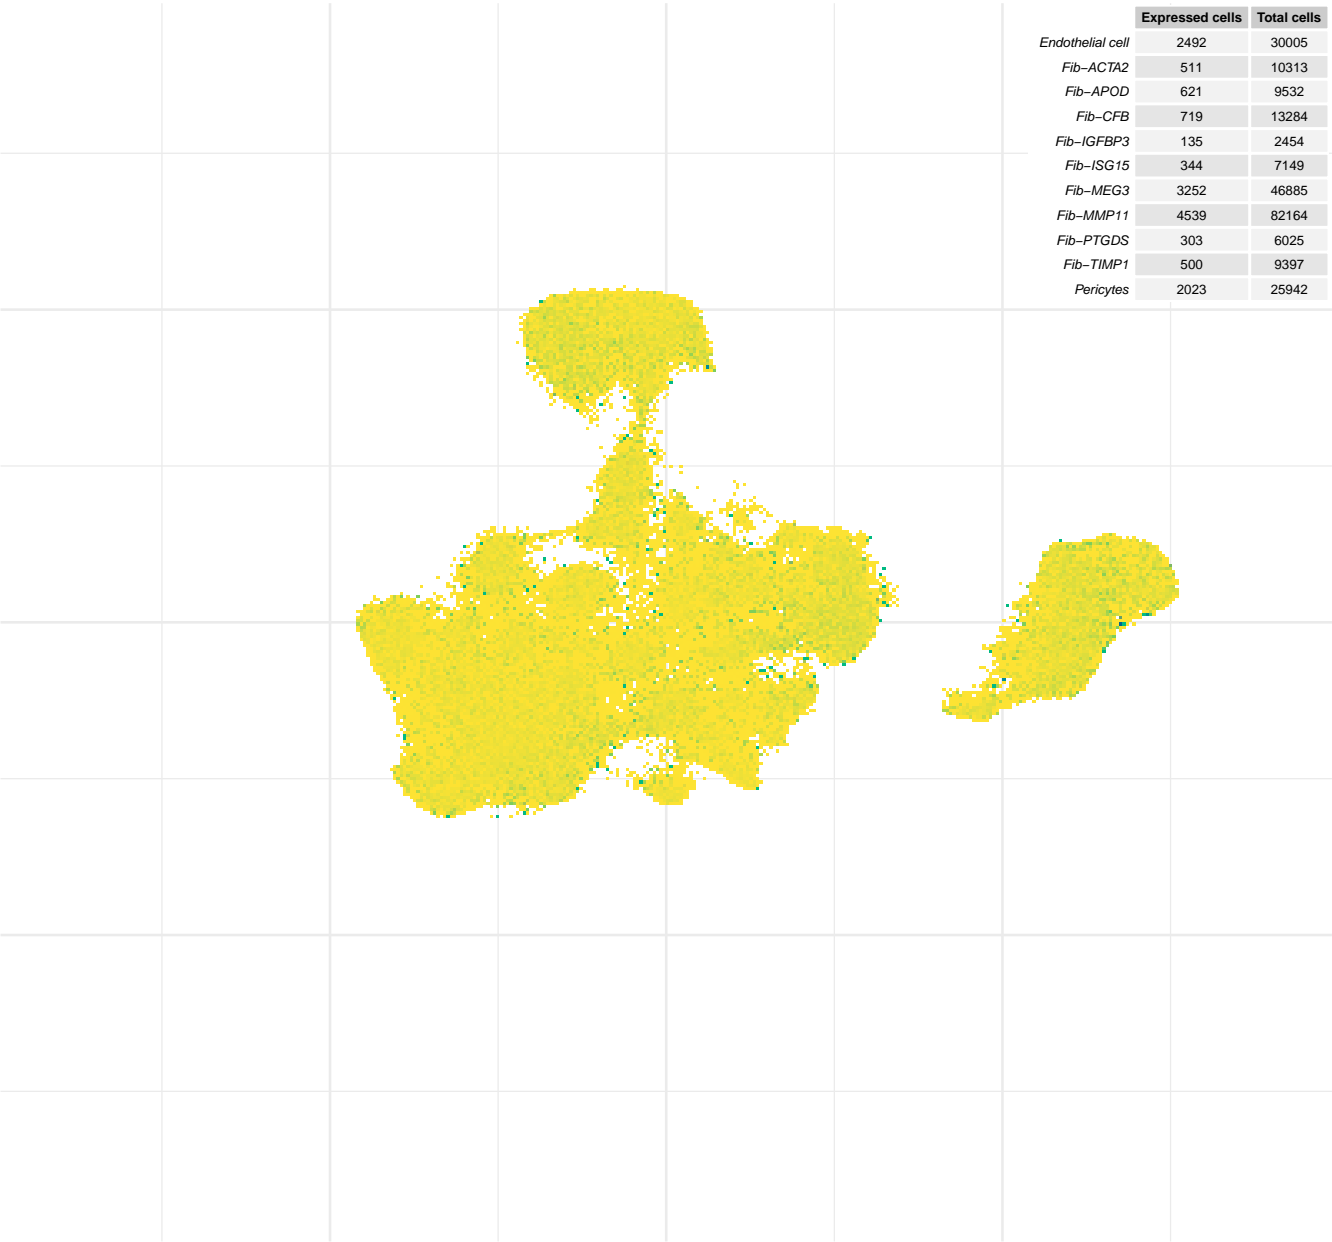 Expressed cells Total cells
Endothelial cell 2492 30005
Fib−ACTA2 511 10313
Fib−APOD 621 9532
Fib−CFB 719 13284
Fib−IGFBP3 135 2454
Fib−ISG15 344 7149
Fib−MEG3 3252 46885
Fib−MMP11 4539 82164
Fib−PTGDS 303 6025
Fib−TIMP1 500 9397
Pericytes 2023 25942